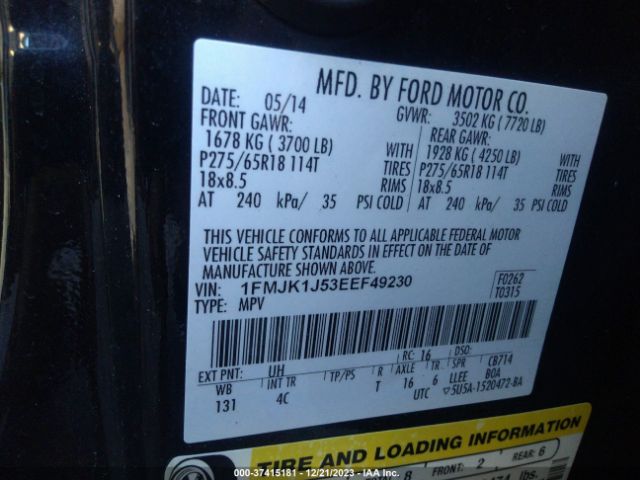 MFD. BY FORD MOTOR CO.
DATE: 05/14 GVWR: 3502 KG ( 7720 LB)
FRONT GAWR: REAR GAWR:
1678 KG ( 3700 LB) WITH 1928 KG ( 4250 LB) WITH
P275/65R18 114T TIRES P275/65R18 114T TIRES
18x8.5 RIMS 18x8.5 RIMS
AT 240 kPa/ 35 PSI COLD AT 240 kPa/ 35 PSI COLD
THIS VEHICLE CONFORMS TO ALL APPLICABLE FEDERAL MOTOR
VEHICLE SAFETY STANDARDS IN EFFECT ON THE DATE OF
MANUFACTURE SHOWN ABOVE.
VIN: 1FMJK1J53EEF49230 F0262
TYPE: MPV T0315
EXT PNT: UH RC: 16 DSO: CB714
WB INT TR TP/PS R AXLE TR SPR BOA
131 4C T 16 6 LLEE
UTC ▽5U5A-1520472-BA
TIRE AND LOADING INFORMATION
8 FRONT: 2 REAR: 6
lbs.
© 000-37415181 - 12/21/2023 - IAA Inc.